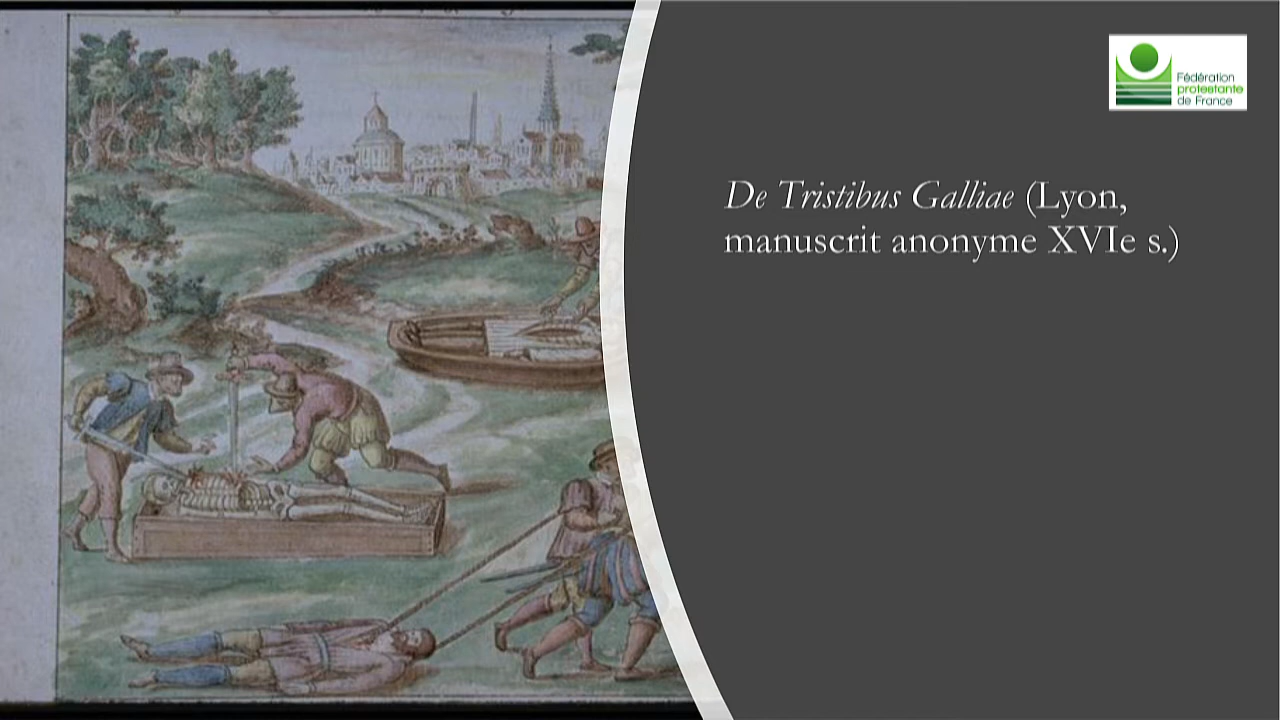 Fédération
protestante
de France
De Tristibus Galliae (Lyon,
manuscrit anonyme XVIe s.)